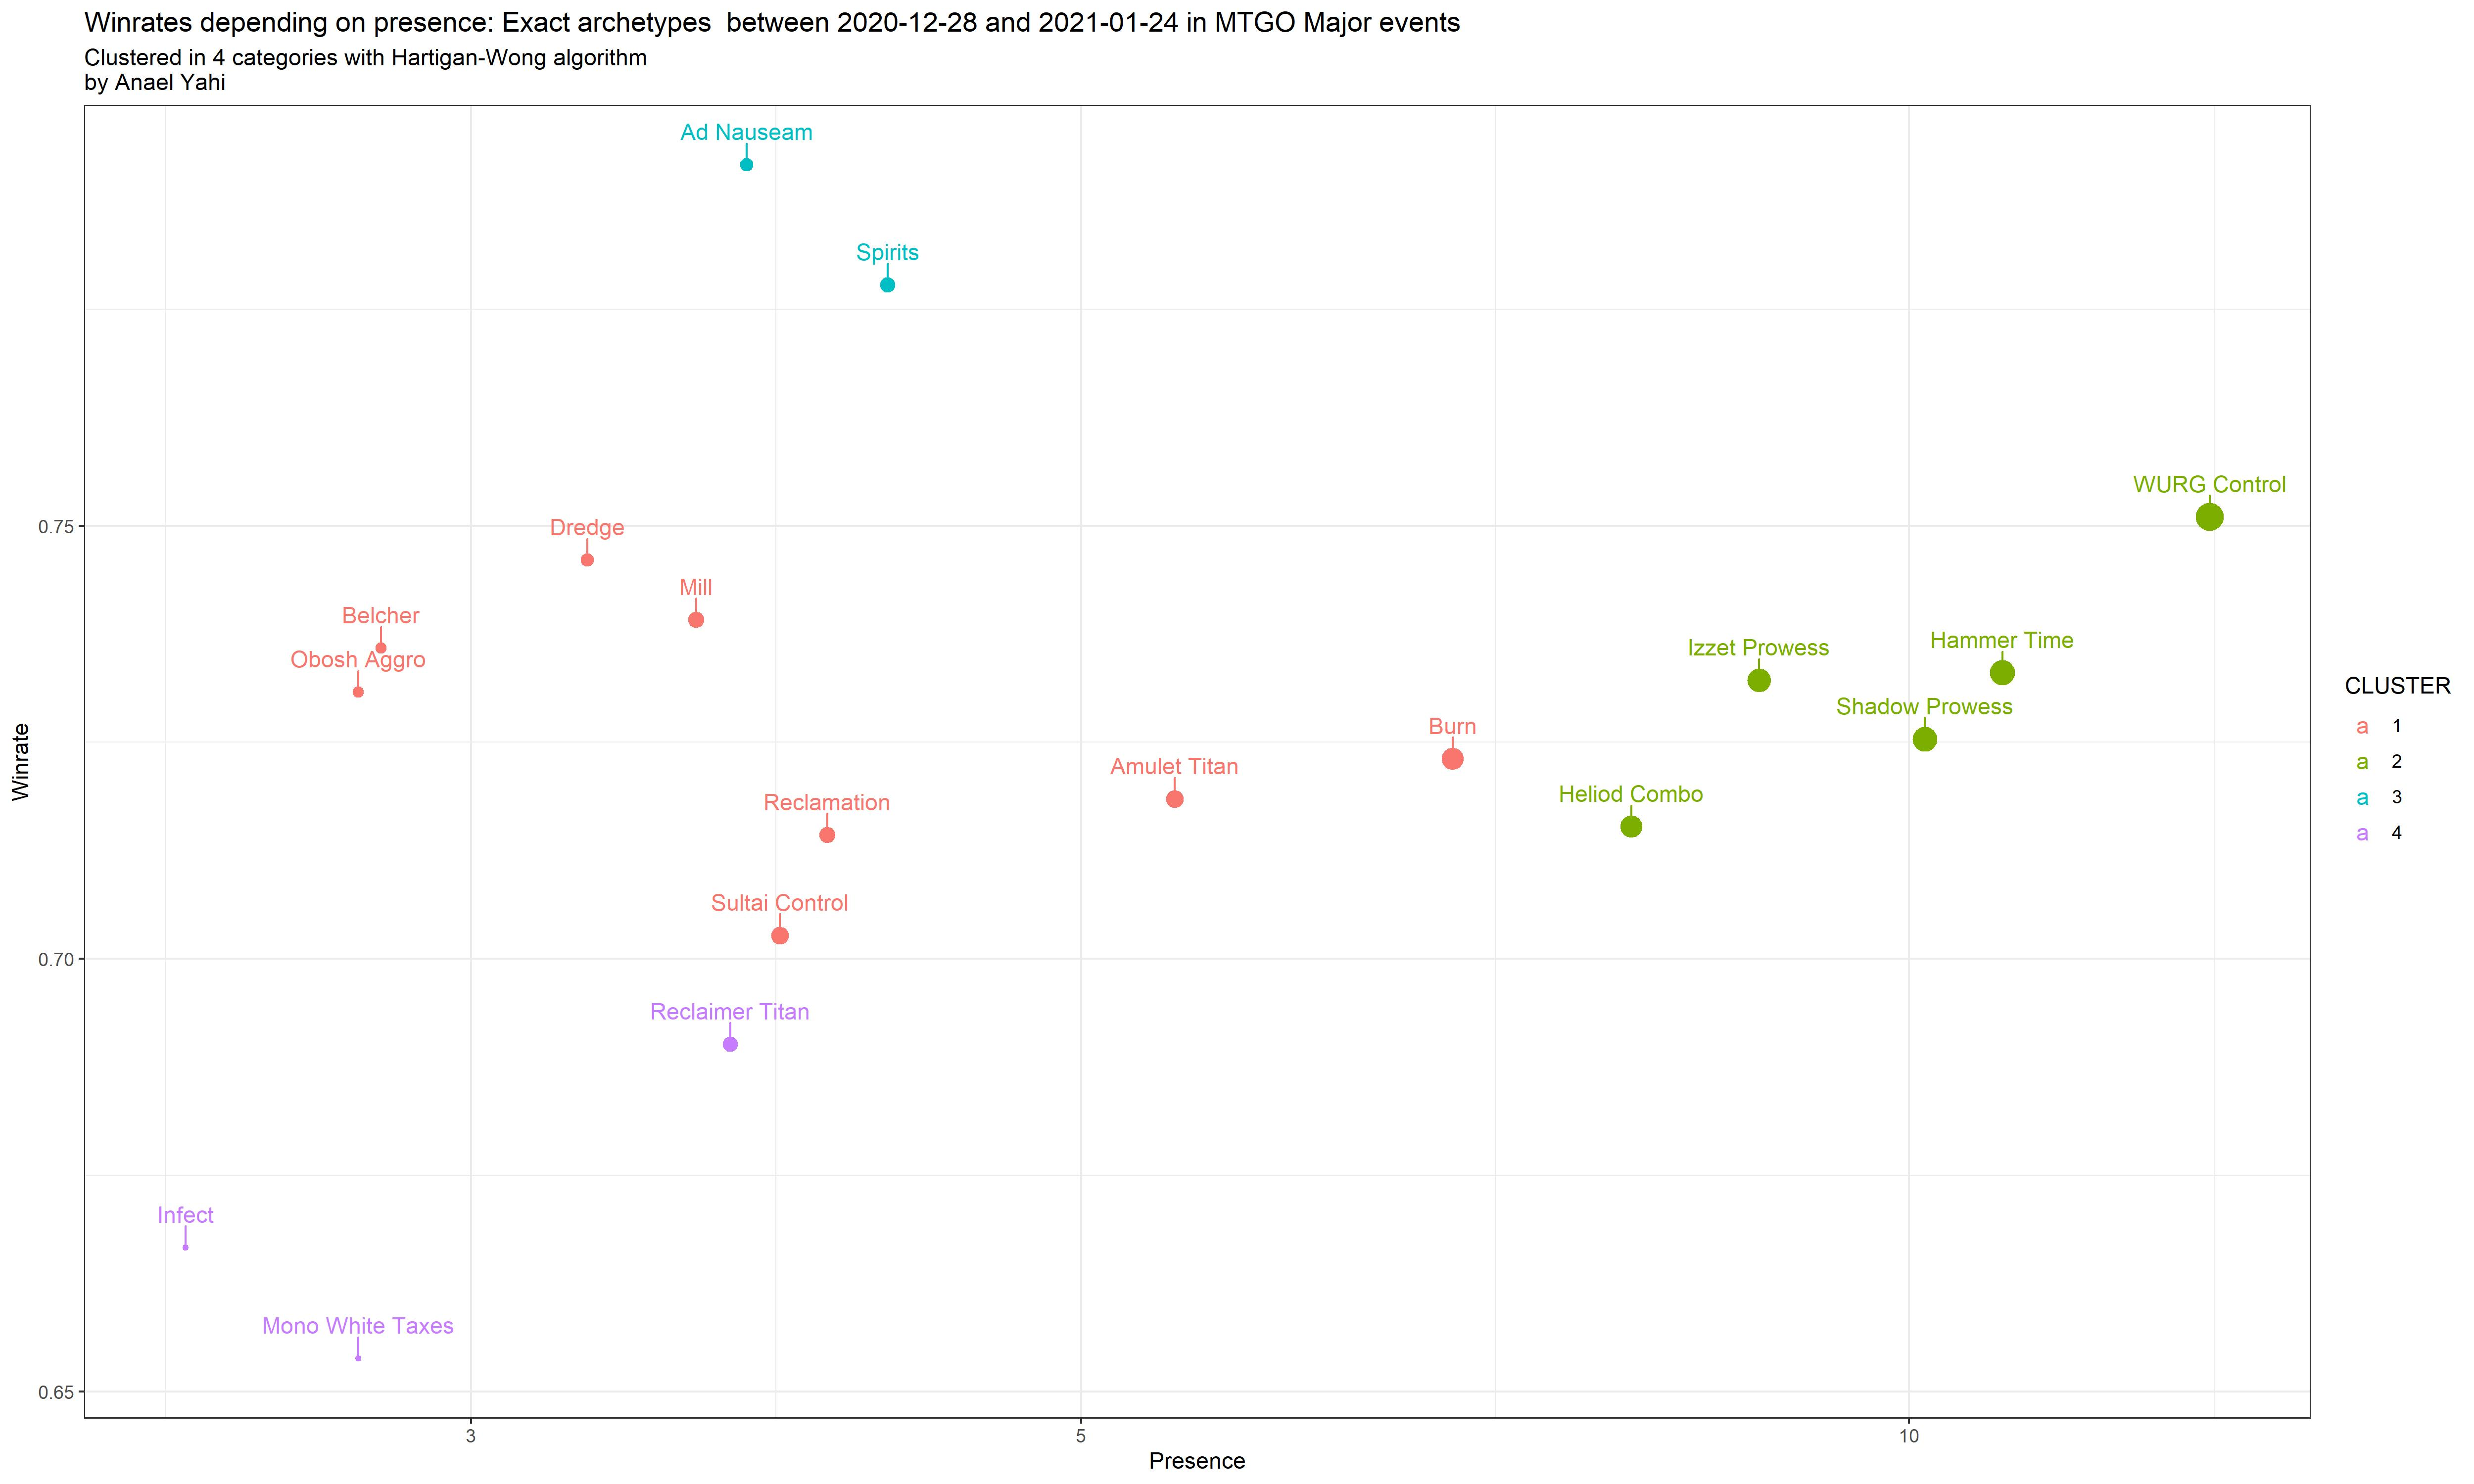 Winrates depending on presence: Exact archetypes  between 2020-12-28 and 2021-01-24 in MTGO Major events
Clustered in 4 categories with Hartigan-Wong algorithm
by Anael Yahi
Ad Nauseam
Spirits
WURG Control
0.75
Dredge
Mill
Belcher
Obosh Aggro
Izzet Prowess
Hammer Time
Shadow Prowess
Burn
Amulet Titan
Heliod Combo
Reclamation
Sultai Control
0.70
Reclaimer Titan
Infect
Mono White Taxes
0.65
Winrate
3
5
10
Presence
CLUSTER
a 1
a 2
a 3
a 4